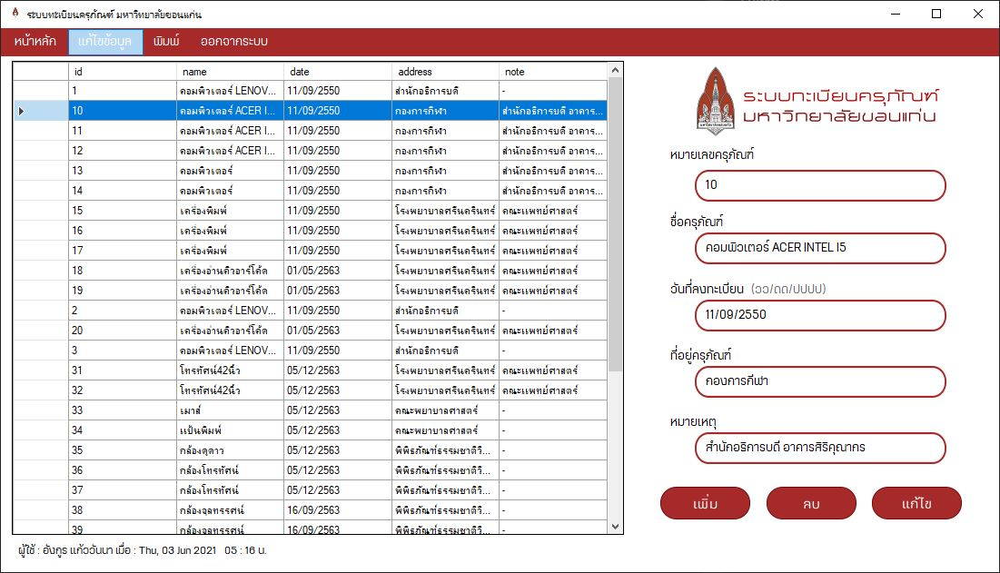 ระบบทะเบียนครุภัณฑ์ มหาวิทยาลัยขอนแก่น
หน้าหลัก แก้ไขข้อมูล พิมพ์ ออกจากระบบ
id name date address note
1 คอมพิวเตอร์ LENOV... 11/09/2550 สำนักอธิการบดี -
10 คอมพิวเตอร์ ACER I... 11/09/2550 กองการกีฬา สำนักอธิการบดี อาคาร...
11 คอมพิวเตอร์ ACER I... 11/09/2550 กองการกีฬา สำนักอธิการบดี อาคาร...
12 คอมพิวเตอร์ ACER I... 11/09/2550 กองการกีฬา สำนักอธิการบดี อาคาร...
13 คอมพิวเตอร์ 11/09/2550 กองการกีฬา สำนักอธิการบดี อาคาร...
14 คอมพิวเตอร์ 11/09/2550 กองการกีฬา สำนักอธิการบดี อาคาร...
15 เครื่องพิมพ์ 11/09/2550 โรงพยาบาลศรีนครินทร์ คณะแพทย์ศาสตร์
16 เครื่องพิมพ์ 11/09/2550 โรงพยาบาลศรีนครินทร์ คณะแพทย์ศาสตร์
17 เครื่องพิมพ์ 11/09/2550 โรงพยาบาลศรีนครินทร์ คณะแพทย์ศาสตร์
18 เครื่องอ่านคิวอาร์โค้ด 01/05/2563 โรงพยาบาลศรีนครินทร์ คณะแพทย์ศาสตร์
19 เครื่องอ่านคิวอาร์โค้ด 01/05/2563 โรงพยาบาลศรีนครินทร์ คณะแพทย์ศาสตร์
2 คอมพิวเตอร์ LENOV... 11/09/2550 สำนักอธิการบดี -
20 เครื่องอ่านคิวอาร์โค้ด 01/05/2563 โรงพยาบาลศรีนครินทร์ คณะแพทย์ศาสตร์
3 คอมพิวเตอร์ LENOV... 11/09/2550 สำนักอธิการบดี -
31 โทรทัศน์42นิ้ว 05/12/2563 โรงพยาบาลศรีนครินทร์ คณะแพทย์ศาสตร์
32 โทรทัศน์42นิ้ว 05/12/2563 โรงพยาบาลศรีนครินทร์ คณะแพทย์ศาสตร์
33 เมาส์ 05/12/2563 คณะพยาบาลศาสตร์ -
34 แป้นพิมพ์ 05/12/2563 คณะพยาบาลศาสตร์ -
35 กล้องดูดาว 05/12/2563 พิพิธภัณฑ์ธรรมชาติวิ... -
36 กล้องโทรทัศน์ 05/12/2563 พิพิธภัณฑ์ธรรมชาติวิ... -
37 กล้องโทรทัศน์ 05/12/2563 พิพิธภัณฑ์ธรรมชาติวิ... -
38 กล้องจุลทรรศน์ 16/09/2563 พิพิธภัณฑ์ธรรมชาติวิ... -
39 กล้องจุลทรรศน์ 16/09/2563 พิพิธภัณฑ์ธรรมชาติวิ... -
ผู้ใช้ : อังกูร แก้ววันนา เมื่อ : Thu, 03 Jun 2021 05 : 16 น.
ระบบทะเบียนครุภัณฑ์
มหาวิทยาลัยขอนแก่น
หมายเลขครุภัณฑ์
10
ชื่อครุภัณฑ์
คอมพิวเตอร์ ACER INTEL I5
วันที่ลงทะเบียน (วว/ดด/ปปปป)
11/09/2550
ที่อยู่ครุภัณฑ์
กองการกีฬา
หมายเหตุ
สำนักอธิการบดี อาคารสิริคุณากร
เพิ่ม ลบ แก้ไข